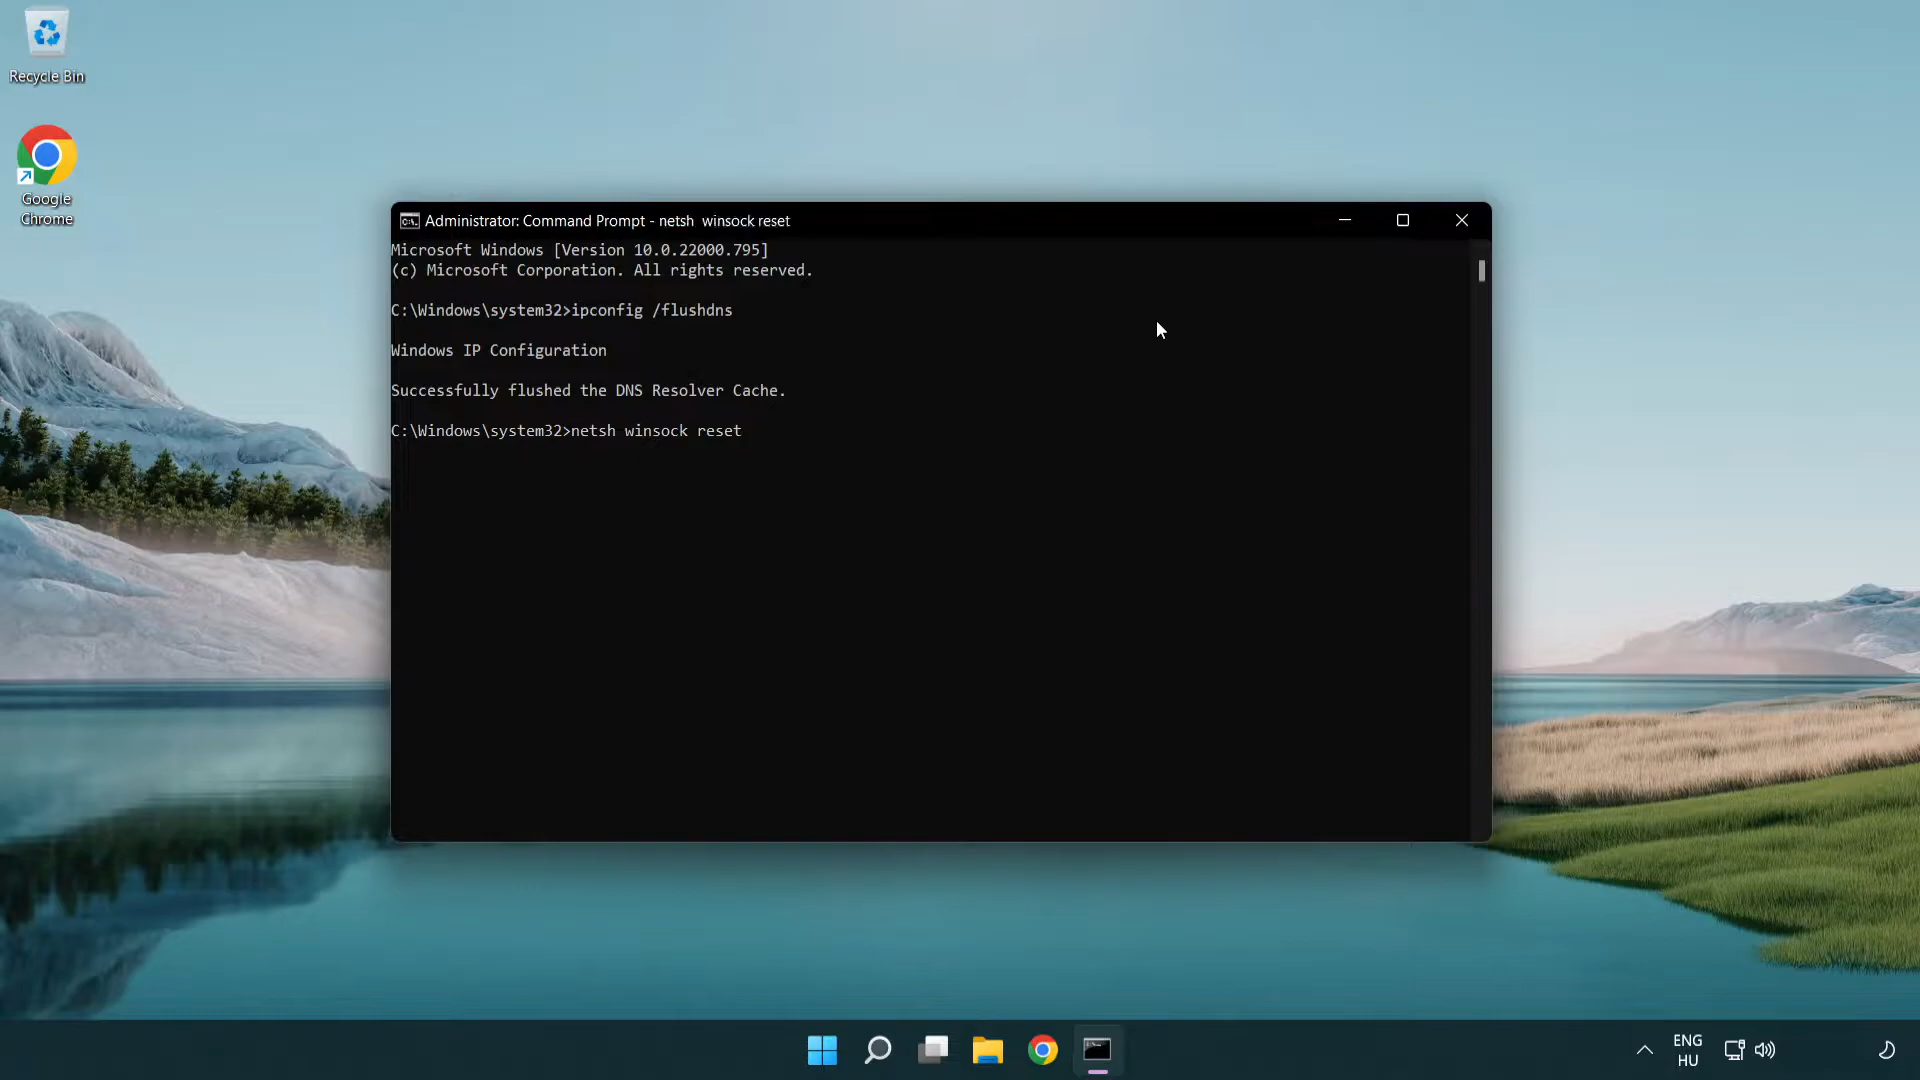 Recycle Bin
Google
Chrome
Administrator: Command Prompt - netsh  winsock reset
Microsoft Windows [Version 10.0.22000.795]
(c) Microsoft Corporation. All rights reserved.
C:\Windows\system32>ipconfig /flushdns
Windows IP Configuration
Successfully flushed the DNS Resolver Cache.
C:\Windows\system32>netsh winsock reset
ENG
HU